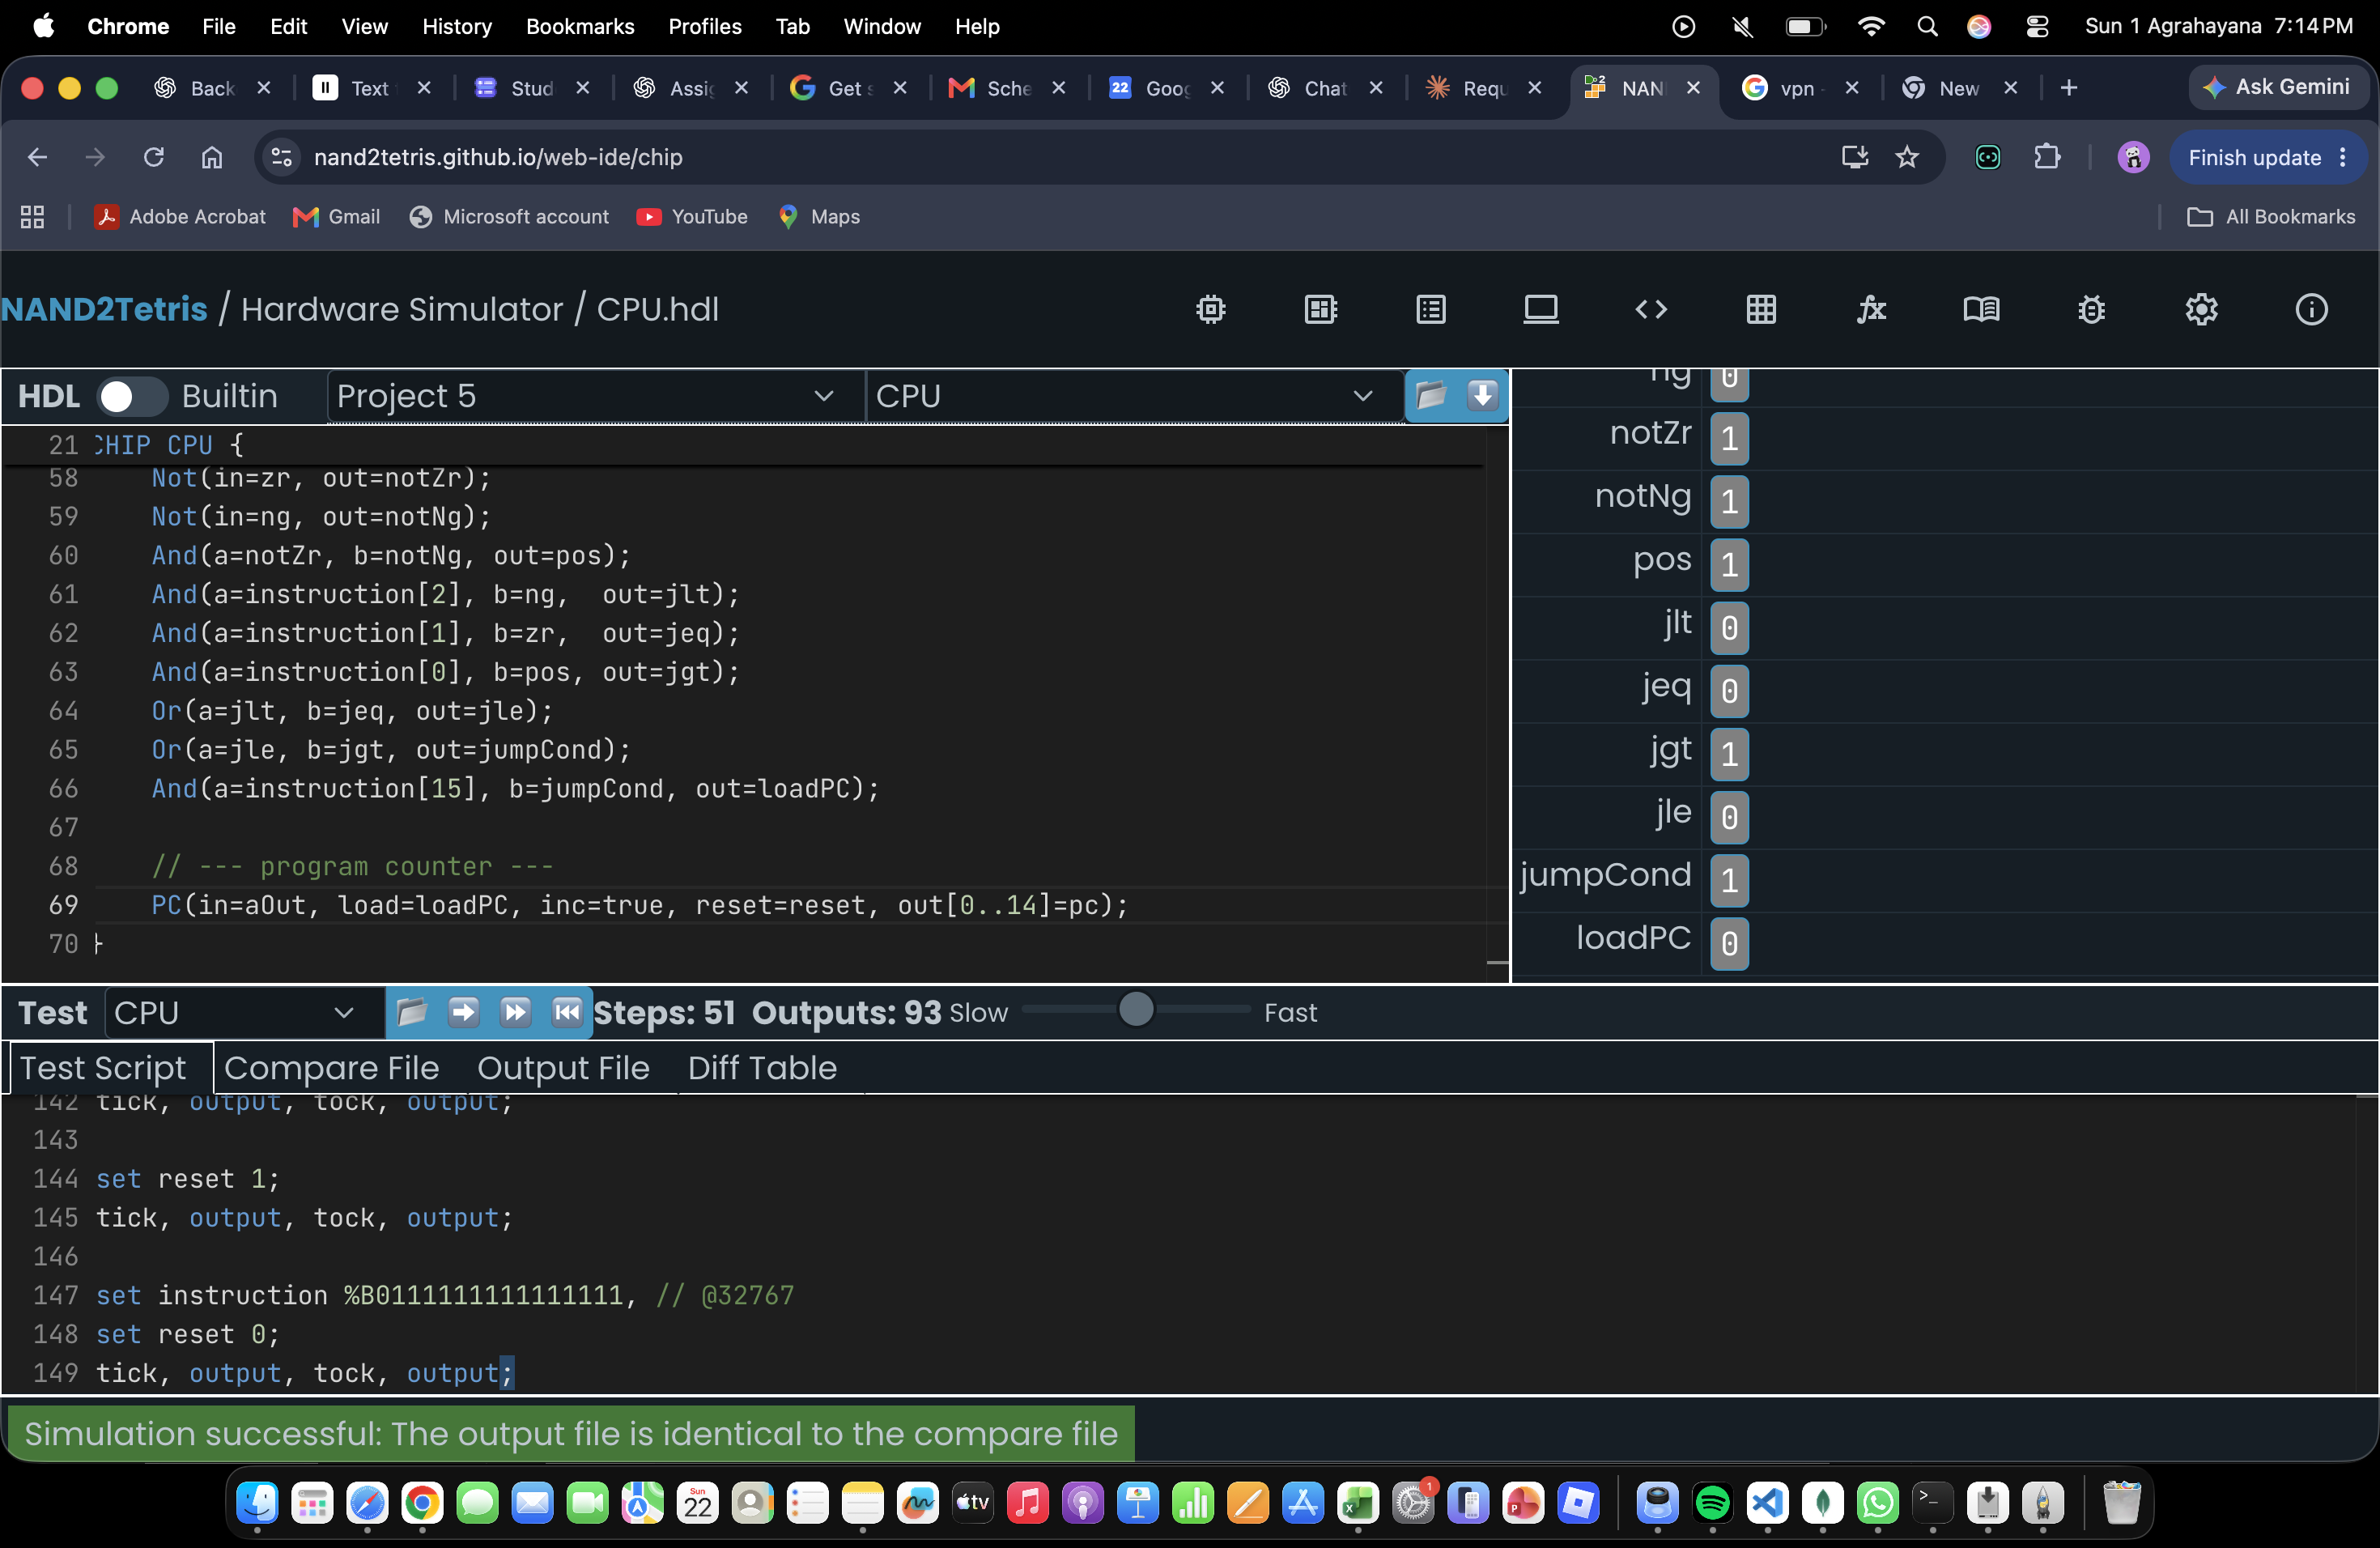 Chrome File Edit View History Bookmarks Profiles Tab Window Help Sun 1 Agrahayana 7:14 PM
Back Text Stud Assig Get s Sche 22 Goog Chat Requ NAN vpn - New Ask Gemini
nand2tetris.github.io/web-ide/chip Finish update
Adobe Acrobat Gmail Microsoft account YouTube Maps All Bookmarks
NAND2Tetris / Hardware Simulator / CPU.hdl
HDL Builtin Project 5 CPU
21 CHIP CPU {
58 Not(in=zr, out=notZr);
59 Not(in=ng, out=notNg);
60 And(a=notZr, b=notNg, out=pos);
61 And(a=instruction[2], b=ng,  out=jlt);
62 And(a=instruction[1], b=zr,  out=jeq);
63 And(a=instruction[0], b=pos, out=jgt);
64 Or(a=jlt, b=jeq, out=jle);
65 Or(a=jle, b=jgt, out=jumpCond);
66 And(a=instruction[15], b=jumpCond, out=loadPC);
67
68 // --- program counter ---
69 PC(in=aOut, load=loadPC, inc=true, reset=reset, out[0..14]=pc);
70 }
ng 0
notZr 1
notNg 1
pos 1
jlt 0
jeq 0
jgt 1
jle 0
jumpCond 1
loadPC 0
Test CPU Steps: 51 Outputs: 93 Slow Fast
Test Script Compare File Output File Diff Table
142 tick, output, tock, output;
143
144 set reset 1;
145 tick, output, tock, output;
146
147 set instruction %B0111111111111111, // @32767
148 set reset 0;
149 tick, output, tock, output;
Simulation successful: The output file is identical to the compare file
Sun
22
tv
1